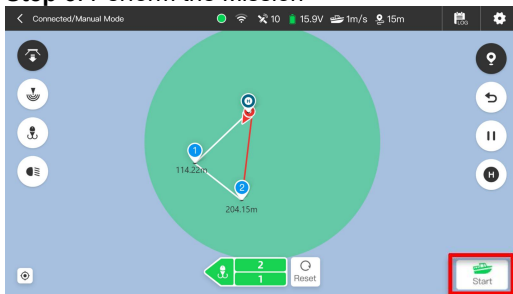 Step 6: Perform the Mission
Connected/Manual Mode
10
15.9V
1m/s
15m
LOG
H
1
114.22m
2
204.15m
H
2
1
Reset
Start